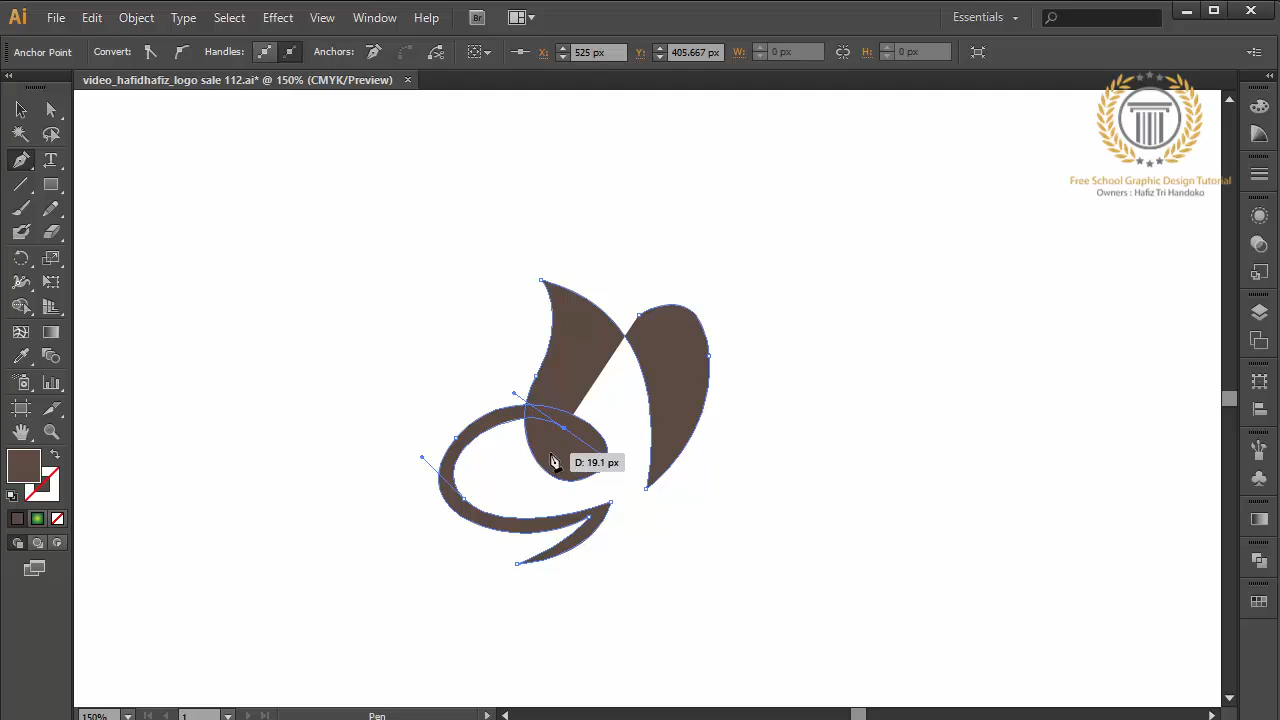 Ai File Edit Object Type Select Effect View Window Help Br Essentials
Anchor Point Convert: Handles: Anchors: X: 525 px Y: 405.667 px W: 0 px H: 0 px
video_hafidhafiz_logo sale 112.ai* @ 150% (CMYK/Preview)
Free School Graphic Design Tutorial
Owners : Hafiz Tri Handoko
T
D: 19.1 px
150% 1 Pen